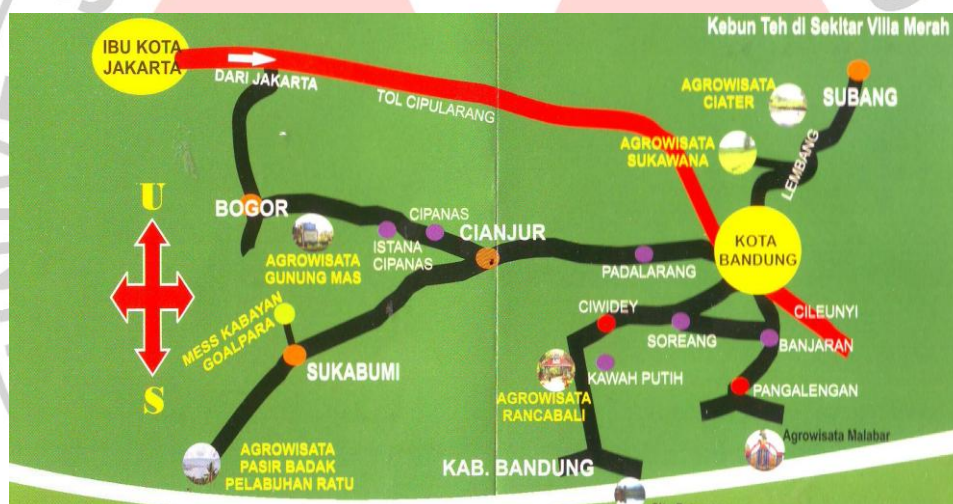 Kebun Teh di Sekitar Villa Merah
IBU KOTA
JAKARTA
DARI JAKARTA
TOL CIPULARANG
AGROWISATA
CIATER
SUBANG
AGROWISATA
SUKAWANA
LEMBANG
U
BOGOR
CIPANAS
ISTANA
CIPANAS
CIANJUR
AGROWISATA
GUNUNG MAS
PADALARANG
KOTA
BANDUNG
MESS KABAYAN
GOALPARA
SUKABUMI
CIWIDEY
SOREANG
CILEUNYI
BANJARAN
KAWAH PUTIH
PANGALENGAN
AGROWISATA
RANCABALI
S
AGROWISATA
PASIR BADAK
PELABUHAN RATU
KAB. BANDUNG
Agrowisata Malabar